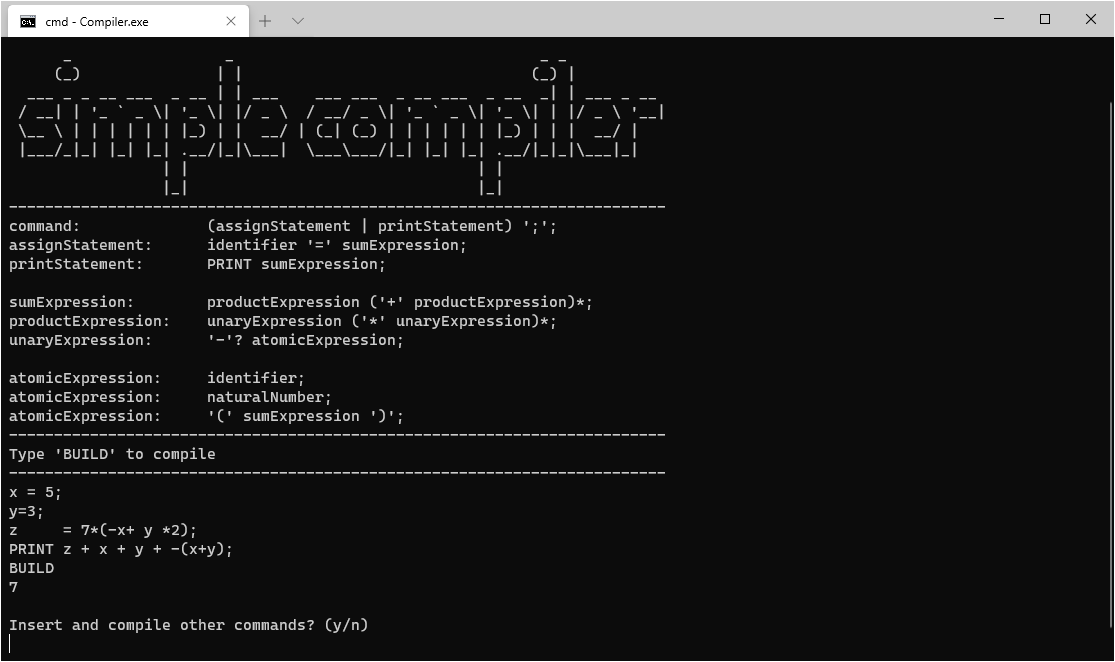 cmd - Compiler.exe
simple compiler
-------------------------------------------------------------------------
command:              (assignStatement | printStatement) ';';
assignStatement:      identifier '=' sumExpression;
printStatement:       PRINT sumExpression;
sumExpression:        productExpression ('+' productExpression)*;
productExpression:    unaryExpression ('*' unaryExpression)*;
unaryExpression:      '-'? atomicExpression;
atomicExpression:     identifier;
atomicExpression:     naturalNumber;
atomicExpression:     '(' sumExpression ')';
-------------------------------------------------------------------------
Type 'BUILD' to compile
-------------------------------------------------------------------------
x = 5;
y=3;
z     = 7*(-x+ y *2);
PRINT z + x + y + -(x+y);
BUILD
7
Insert and compile other commands? (y/n)